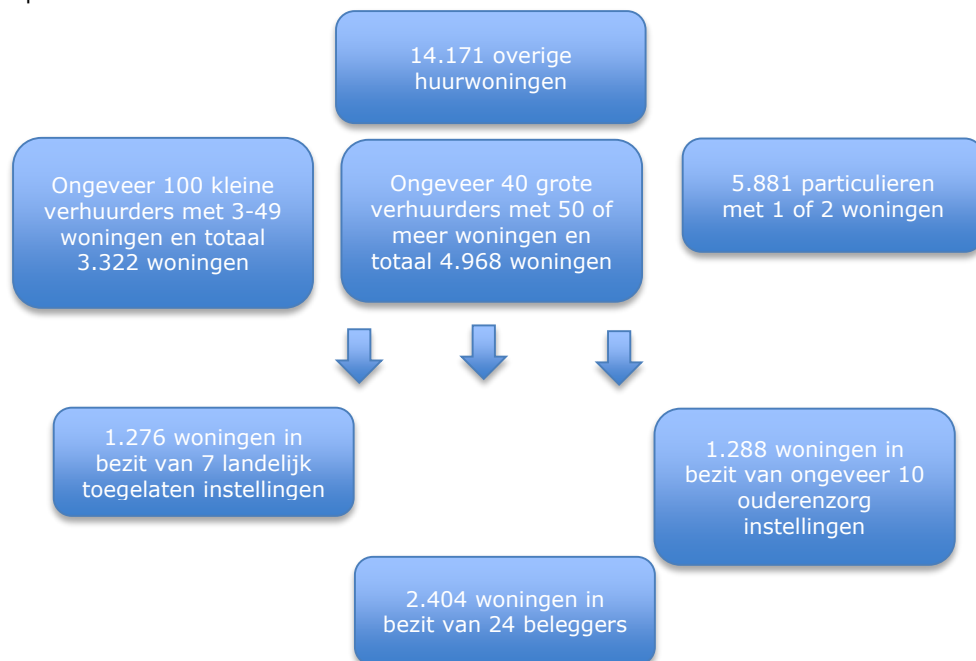 14.171 overige
huurwoningen
Ongeveer 100 kleine
verhuurders met 3-49
woningen en totaal
3.322 woningen
Ongeveer 40 grote
verhuurders met 50 of
meer woningen en
totaal 4.968 woningen
5.881 particulieren
met 1 of 2 woningen
1.276 woningen in
bezit van 7 landelijk
toegelaten instellingen
1.288 woningen in
bezit van ongeveer 10
ouderenzorg
instellingen
2.404 woningen in
bezit van 24 beleggers